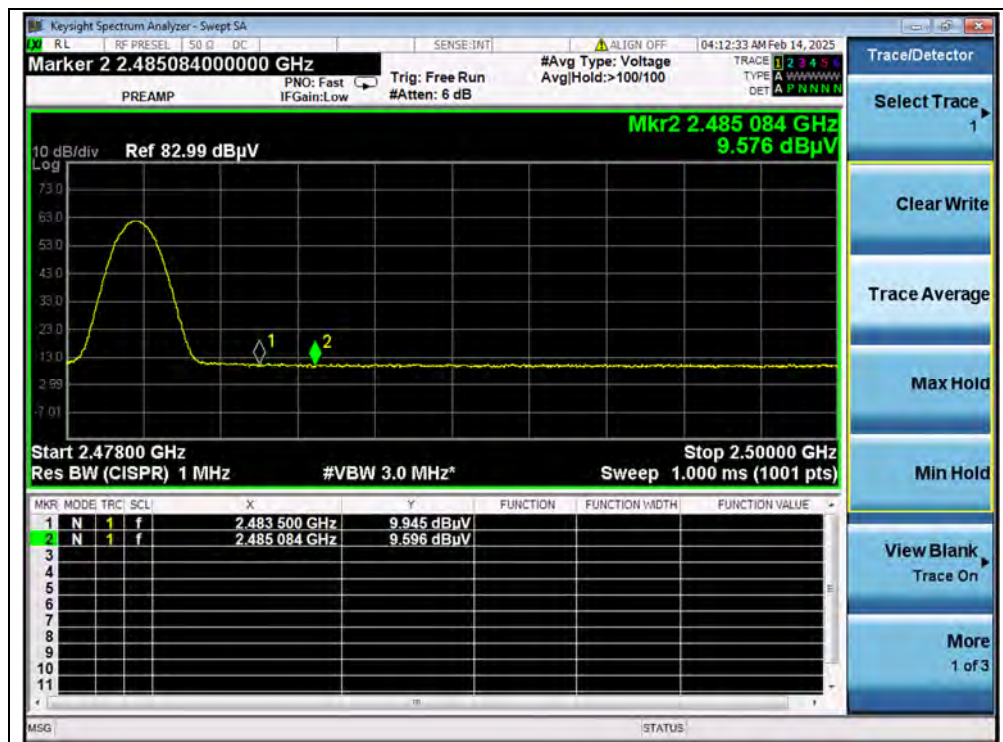 Keysight Spectrum Analyzer - Swept SA
RL RF PRESEL 50 Ω DC SENSE:INT ALIGN OFF 04:12:33 AM Feb 14, 2025
Marker 2 2.485084000000 GHz
PNO: Fast
IFGain:Low
PREAMP
Trig: Free Run
#Atten: 6 dB
#Avg Type: Voltage
Avg|Hold:>100/100
TRACE 1 2 3 4 5 6
TYPE A WWWWW
DET A P N N N N
Mkr2 2.485 084 GHz
9.576 dBµV
10 dB/div Ref 82.99 dBµV
Log
73.0
63.0
53.0
43.0
33.0
23.0
13.0
2.99
-7.01
1
2
Start 2.47800 GHz Stop 2.50000 GHz
Res BW (CISPR) 1 MHz #VBW 3.0 MHz* Sweep 1.000 ms (1001 pts)
MKR MODE TRC SCL X Y FUNCTION FUNCTION WIDTH FUNCTION VALUE
1 N 1 f 2.483 500 GHz 9.945 dBµV
2 N 1 f 2.485 084 GHz 9.596 dBµV
3
4
5
6
7
8
9
10
11
MSG STATUS
Trace/Detector
Select Trace
1
Clear Write
Trace Average
Max Hold
Min Hold
View Blank
Trace On
More
1 of 3